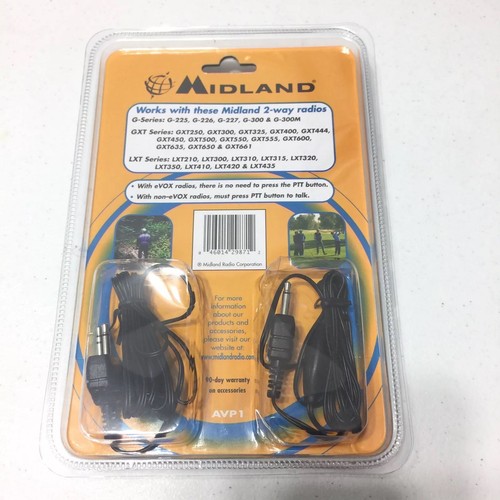 MIDLAND
Works with these Midland 2-way radios
G-Series: G-225, G-226, G-227, G-300 & G-300M
GXT Series: GXT250, GXT300, GXT325, GXT400, GXT444,
GXT450, GXT500, GXT550, GXT555, GXT600,
GXT635, GXT650 & GXT661
LXT Series: LXT210, LXT300, LXT310, LXT315, LXT320,
LXT350, LXT410, LXT420 & LXT435
• With eVOX radios, there is no need to press the PTT button.
• With non-eVOX radios, must press PTT button to talk.
46014 29871
® Midland Radio Corporation
For more
information
about our
products and
accessories,
please visit our
website at:
www.midlandradio.com
90-day warranty
on accessories
AVP1